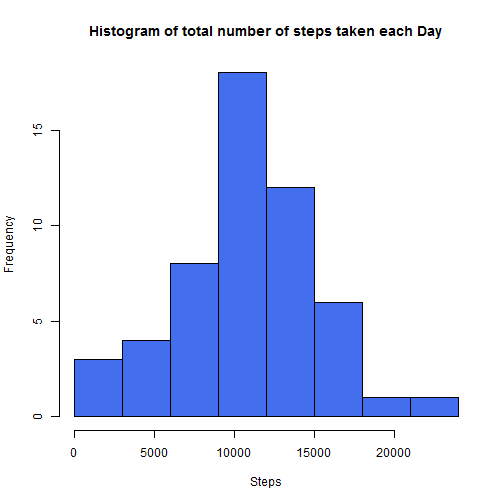 Histogram of total number of steps taken each Day
15
10
5
0
Frequency
0 5000 10000 15000 20000
Steps